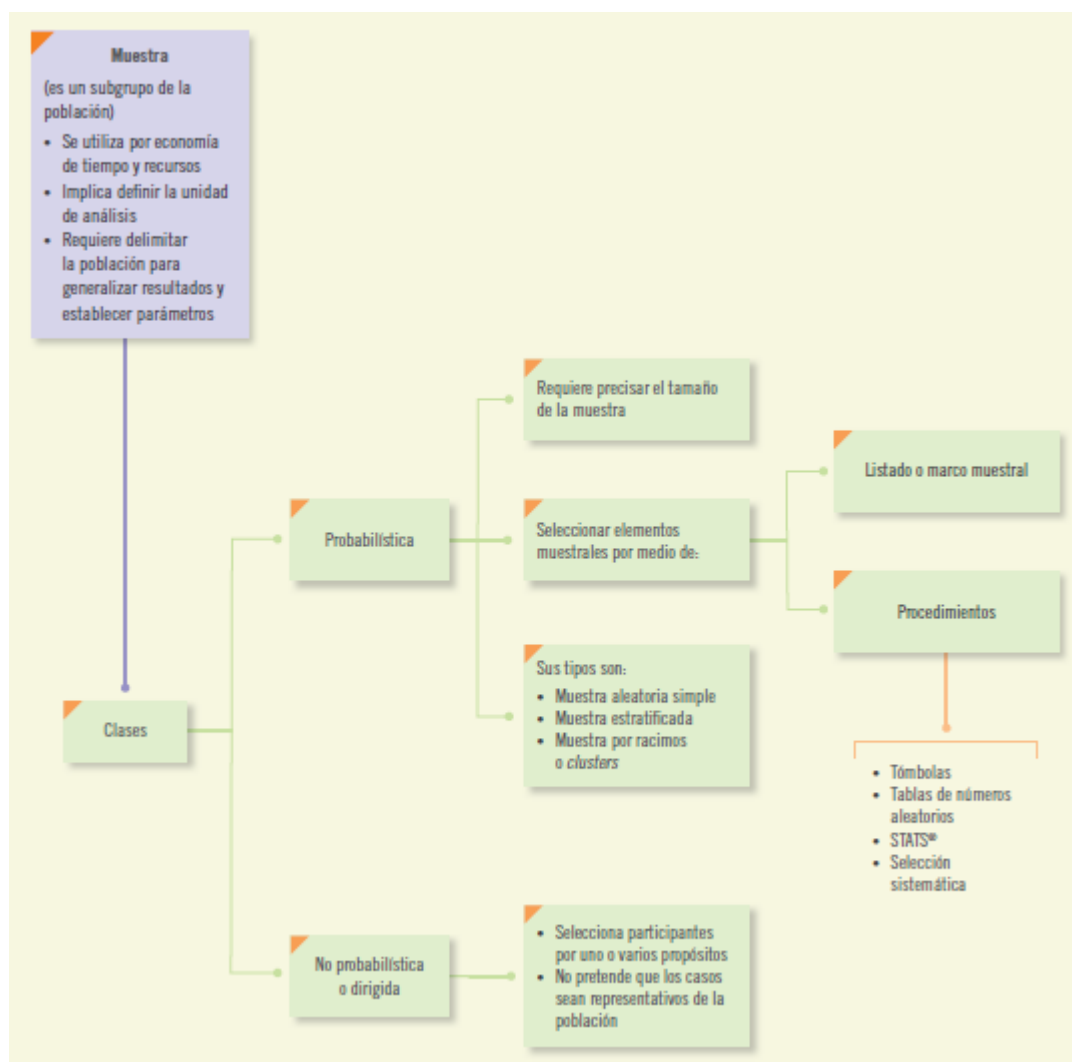 Muestra
(es un subgrupo de la
población)
• Se utiliza por economía
de tiempo y recursos
• Implica definir la unidad
de análisis
• Requiere delimitar
la población para
generalizar resultados y
establecer parámetros
Clases
Probabilística
Requiere precisar el tamaño
de la muestra
Seleccionar elementos
muestrales por medio de:
Listado o marco muestral
Procedimientos
• Tómbolas
• Tablas de números
aleatorios
• STATS®
• Selección
sistemática
Sus tipos son:
• Muestra aleatoria simple
• Muestra estratificada
• Muestra por racimos
o clusters
No probabilística
o dirigida
• Selecciona participantes
por uno o varios propósitos
• No pretende que los casos
sean representativos de la
población